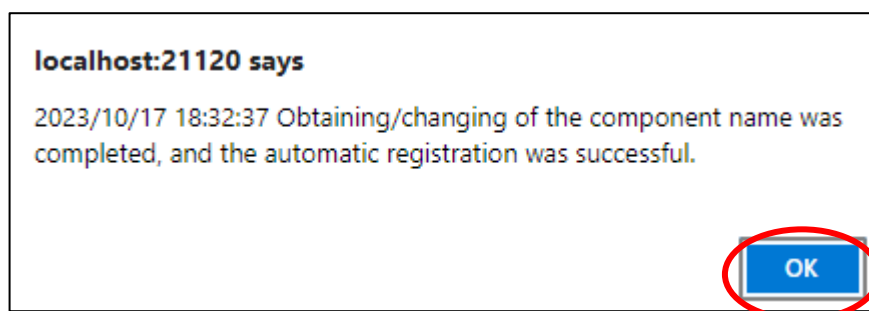 localhost:21120 says
2023/10/17 18:32:37 Obtaining/changing of the component name was
completed, and the automatic registration was successful.
OK